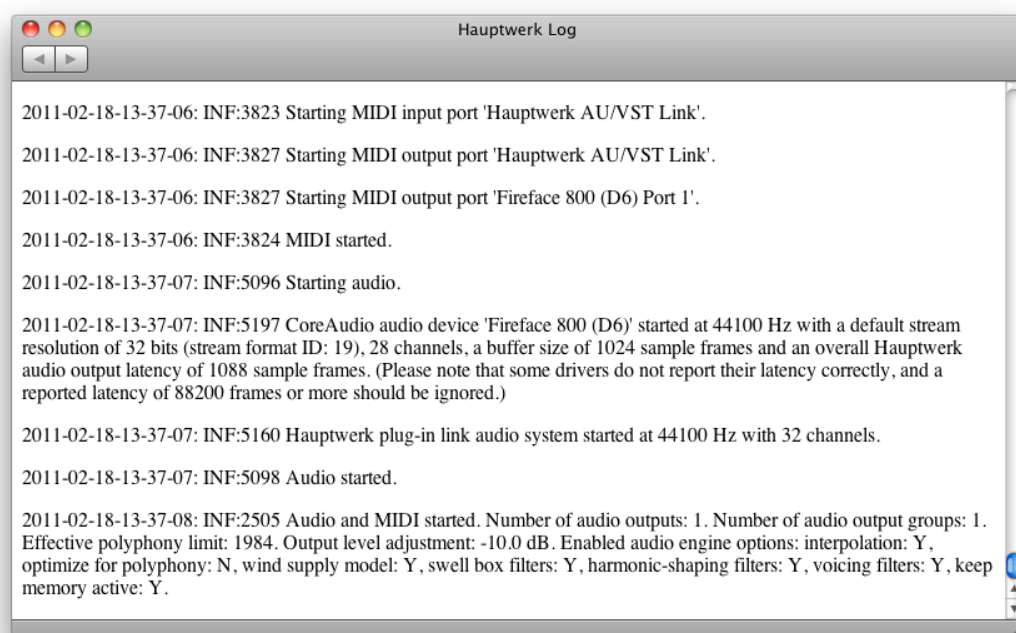 Hauptwerk Log
2011-02-18-13-37-06: INF:3823 Starting MIDI input port 'Hauptwerk AU/VST Link'.
2011-02-18-13-37-06: INF:3827 Starting MIDI output port 'Hauptwerk AU/VST Link'.
2011-02-18-13-37-06: INF:3827 Starting MIDI output port 'Fireface 800 (D6) Port 1'.
2011-02-18-13-37-06: INF:3824 MIDI started.
2011-02-18-13-37-07: INF:5096 Starting audio.
2011-02-18-13-37-07: INF:5197 CoreAudio audio device 'Fireface 800 (D6)' started at 44100 Hz with a default stream
resolution of 32 bits (stream format ID: 19), 28 channels, a buffer size of 1024 sample frames and an overall Hauptwerk
audio output latency of 1088 sample frames. (Please note that some drivers do not report their latency correctly, and a
reported latency of 88200 frames or more should be ignored.)
2011-02-18-13-37-07: INF:5160 Hauptwerk plug-in link audio system started at 44100 Hz with 32 channels.
2011-02-18-13-37-07: INF:5098 Audio started.
2011-02-18-13-37-08: INF:2505 Audio and MIDI started. Number of audio outputs: 1. Number of audio output groups: 1.
Effective polyphony limit: 1984. Output level adjustment: -10.0 dB. Enabled audio engine options: interpolation: Y,
optimize for polyphony: N, wind supply model: Y, swell box filters: Y, harmonic-shaping filters: Y, voicing filters: Y, keep
memory active: Y.